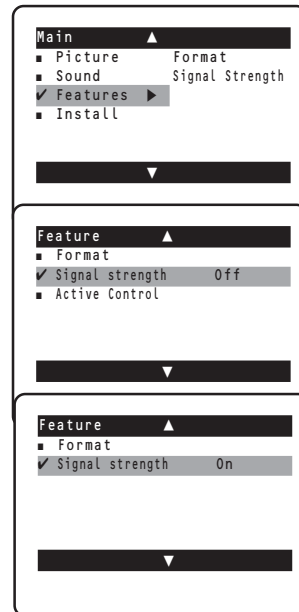 Main ▲
■ Picture Format
■ Sound Signal Strength
✔ Features ▶
■ Install
▼
Feature ▲
■ Format
✔ Signal strength Off
■ Active Control
▼
Feature ▲
■ Format
✔ Signal strength On
▼